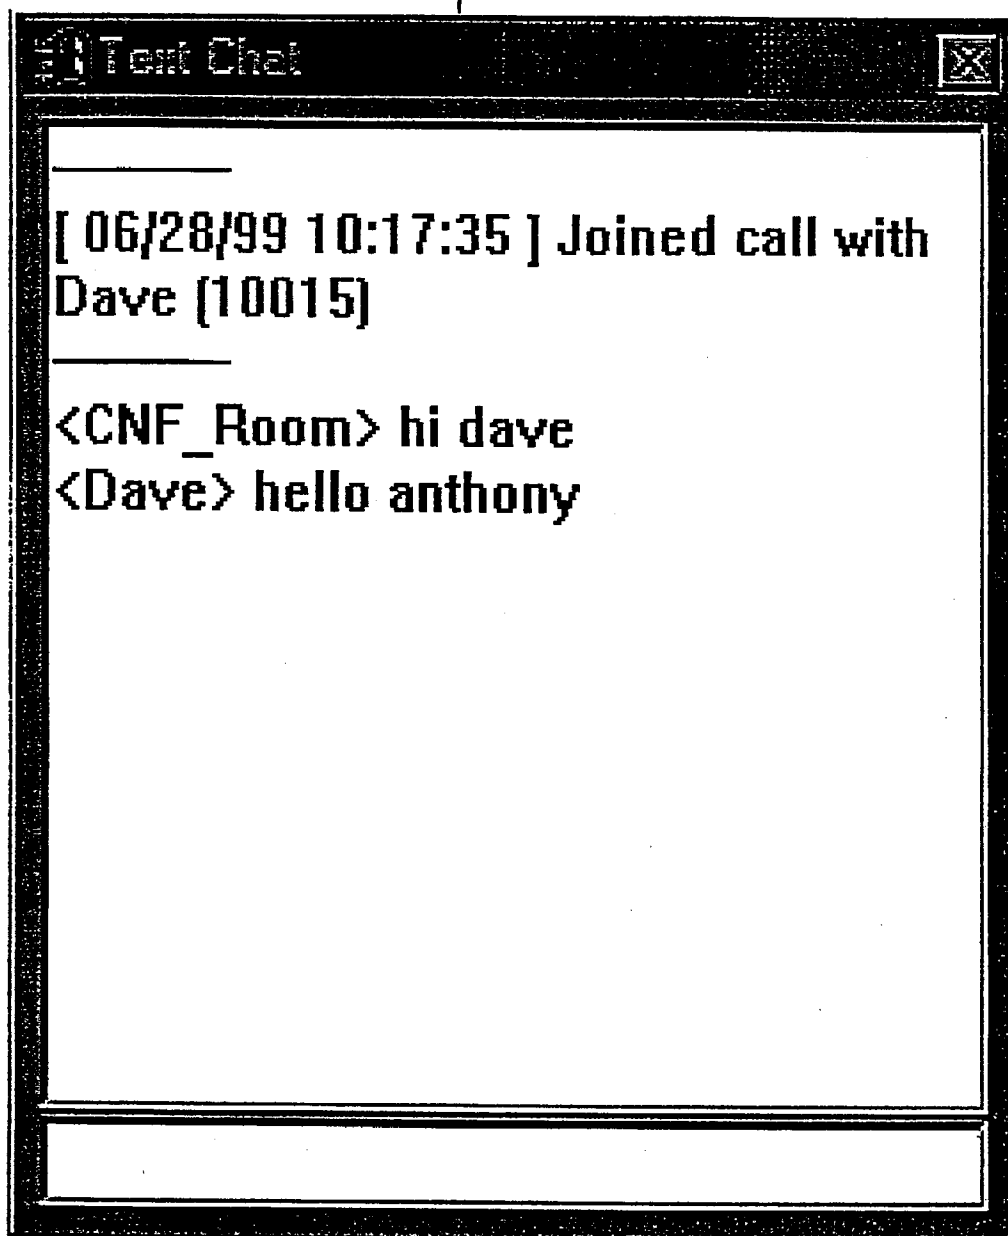 Text Chat
[ 06/28/99 10:17:35 ] Joined call with
Dave [10015]
<CNF_Room> hi dave
<Dave> hello anthony